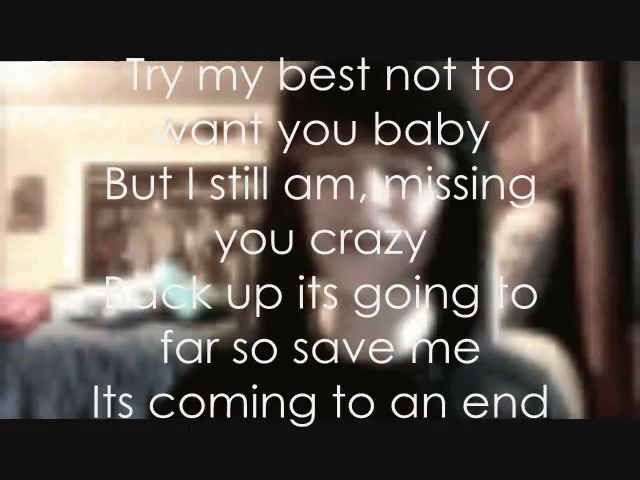 Try my best not to
want you baby
But I still am, missing
you crazy
Back up its going to
far so save me
Its coming to an end